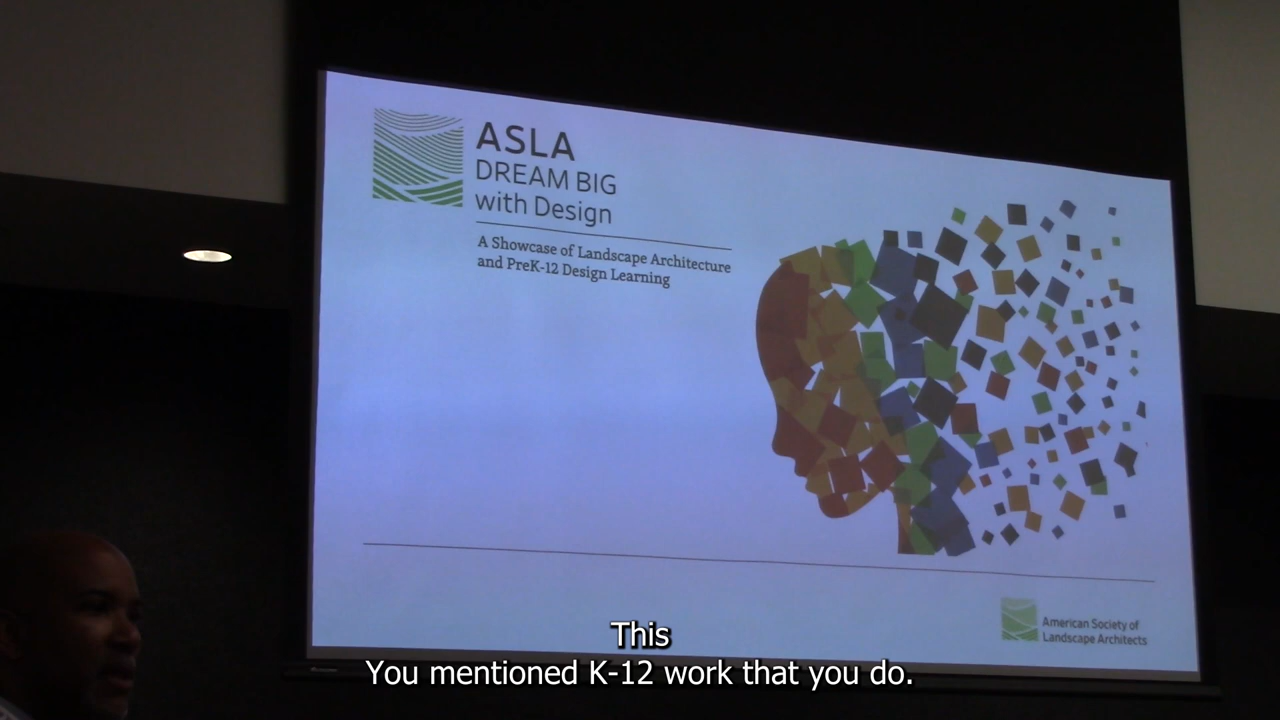 ASLA
DREAM BIG
with Design
A Showcase of Landscape Architecture
and PreK-12 Design Learning
American Society of
Landscape Architects
This
You mentioned K-12 work that you do.